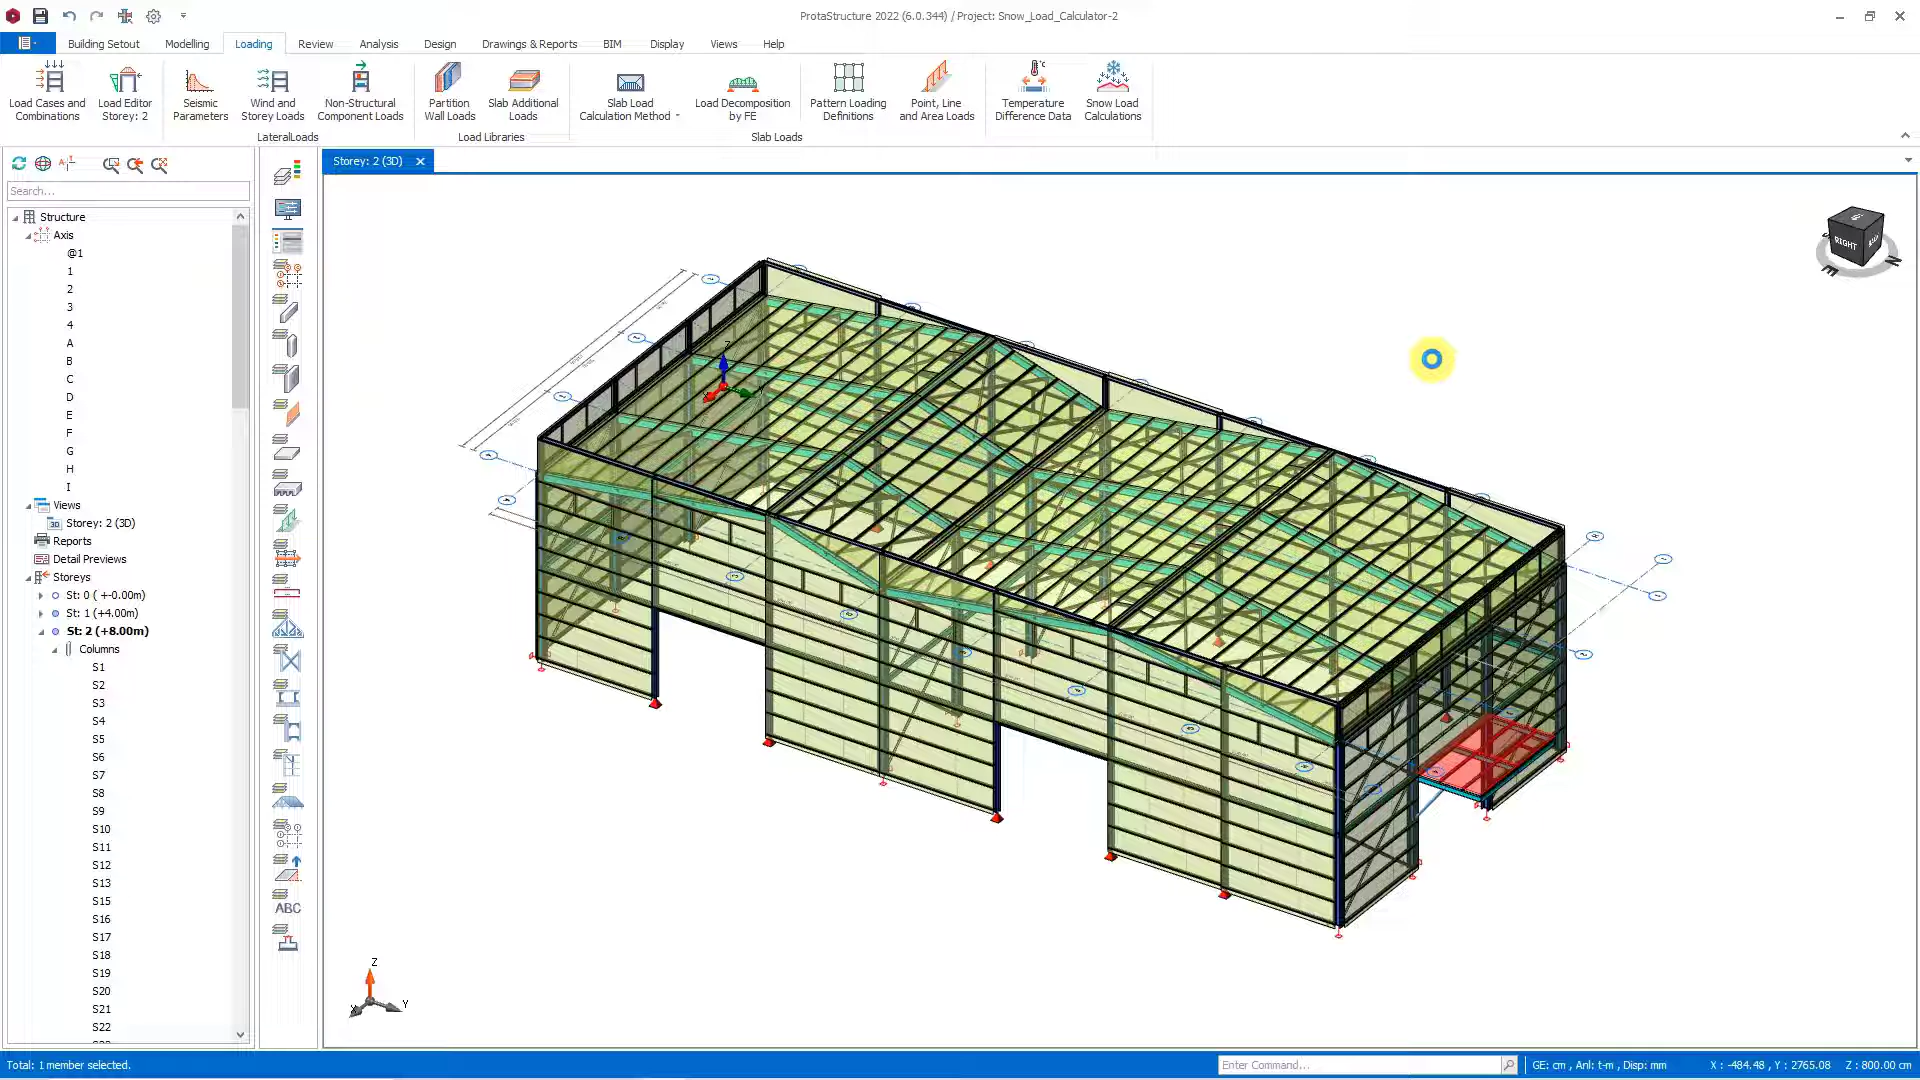 ProtaStructure 2022 (6.0.344) / Project: Snow_Load_Calculator-2
Building Setout Modelling Loading Review Analysis Design Drawings & Reports BIM Display Views Help
Load Cases and Combinations
Load Editor Storey: 2
Seismic Parameters
Wind and Storey Loads
Non-Structural Component Loads
Partition Wall Loads
Slab Additional Loads
Slab Load Calculation Method
Load Decomposition by FE
Pattern Loading Definitions
Point, Line and Area Loads
Temperature Difference Data
Snow Load Calculations
LateralLoads
Load Libraries
Slab Loads
Storey: 2 (3D)
Search...
Structure
Axis
@1
1
2
3
4
A
B
C
D
E
F
G
H
I
Views
Storey: 2 (3D)
Reports
Detail Previews
Storeys
St: 0 ( +-0.00m)
St: 1 (+4.00m)
St: 2 (+8.00m)
Columns
S1
S2
S3
S4
S5
S6
S7
S8
S9
S10
S11
S12
S13
S15
S16
S17
S18
S19
S20
S21
S22
ABC
RIGHT
Z
Y
X
Total: 1 member selected.
Enter Command...
GE: cm , Anl: t-m , Disp: mm
X : -484.48 , Y : 2765.08 Z : 800.00 cm